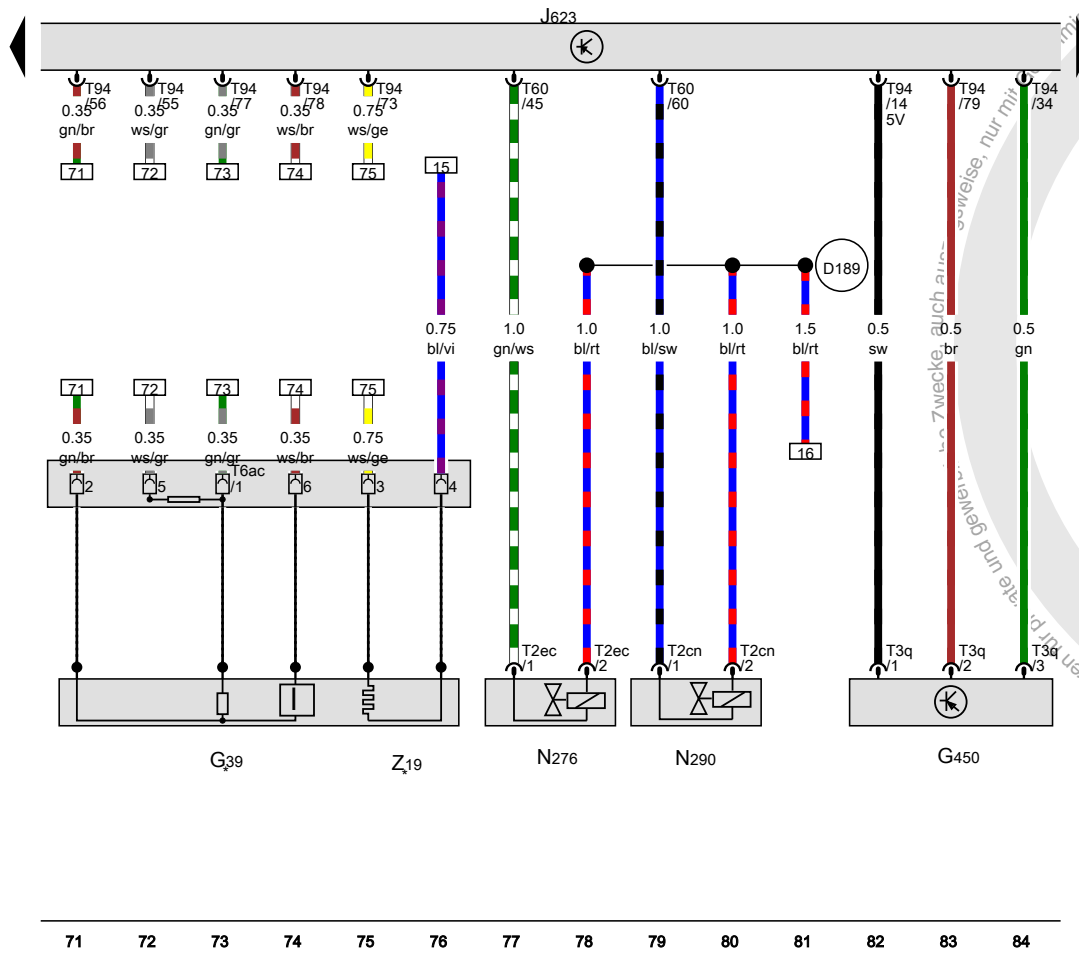 J623
T94
/56
T94
/55
T94
/77
T94
/78
T94
/73
T60
/45
T60
/60
T94
/14
5V
T94
/79
T94
/34
0.35
gn/br
0.35
ws/gr
0.35
gn/gr
0.35
ws/br
0.75
ws/ge
71
72
73
74
75
15
D189
0.75
bl/vi
1.0
gn/ws
1.0
bl/rt
1.0
bl/sw
1.0
bl/rt
1.5
bl/rt
0.5
sw
0.5
br
0.5
gn
71
72
73
74
75
16
0.35
gn/br
0.35
ws/gr
0.35
gn/gr
0.35
ws/br
0.75
ws/ge
2
5
T6ac
/1
6
3
4
T2ec
/1
T2ec
/2
T2cn
/1
T2cn
/2
T3q
/1
T3q
/2
T3q
/3
G39
*
Z19
*
N276
N290
G450
71 72 73 74 75 76 77 78 79 80 81 82 83 84
weise, nur mit
Zwecke, auch
und